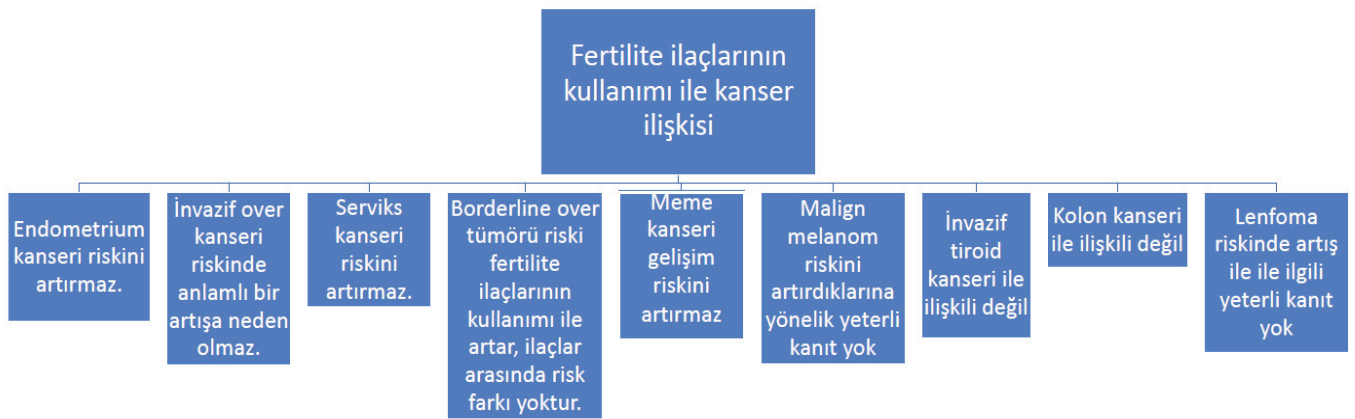 Fertilite ilaçlarının
kullanımı ile kanser
ilişkisi
Endometrium
kanseri riskini
artırmaz.
İnvazif over
kanseri
riskinde
anlamlı bir
artışa neden
olmaz.
Serviks
kanseri
riskini
artırmaz.
Borderline over
tümörü riski
fertilite
ilaçlarının
kullanımı ile
artar, ilaçlar
arasında risk
farkı yoktur.
Meme
kanseri
gelişim
riskini
artırmaz
Malign
melanom
riskini
artırdıklarına
yönelik yeterli
kanıt yok
İnvazif
tiroid
kanseri ile
ilişkili değil
Kolon kanseri
ile ilişkili değil
Lenfoma
riskinde artış
ile ile ilgili
yeterli kanıt
yok